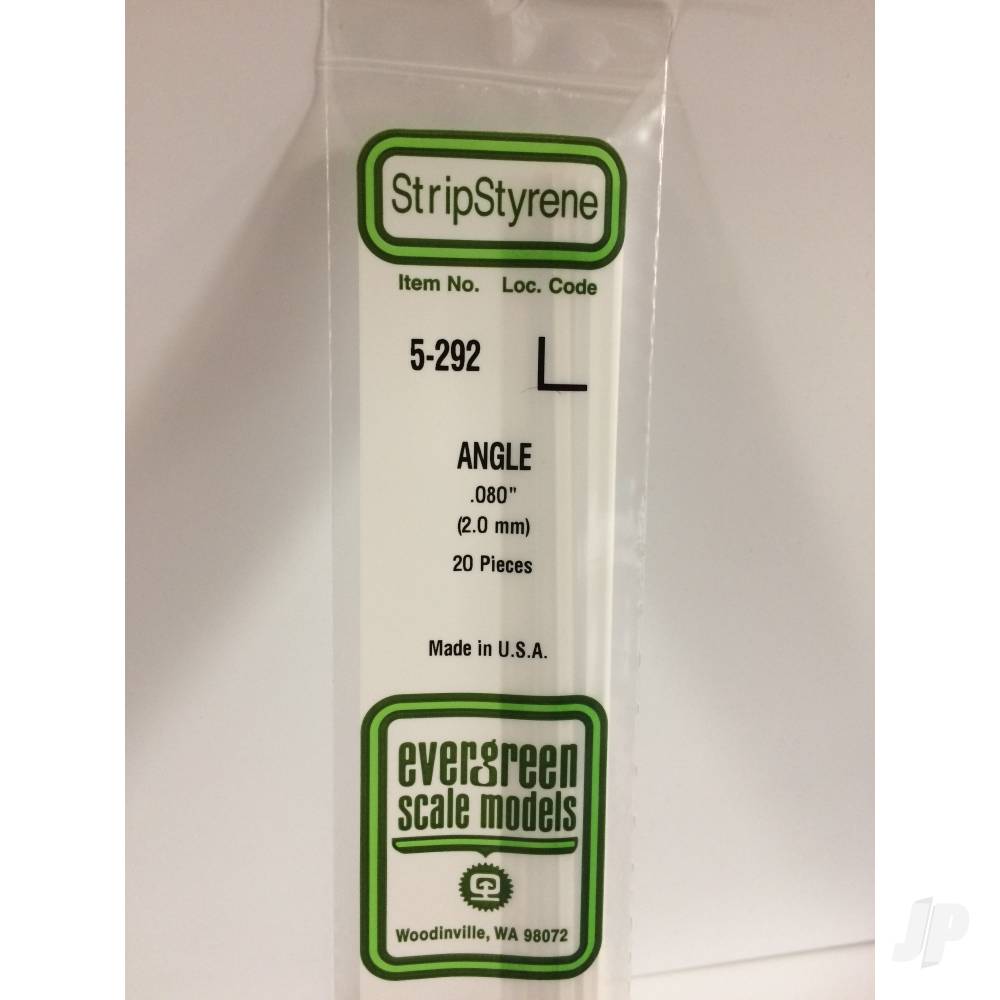 StripStyrene
Item No. Loc. Code
5-292
ANGLE
.080"
(2.0 mm)
20 Pieces
Made in U.S.A.
evergreen
scale models
Woodinville, WA 98072
JP